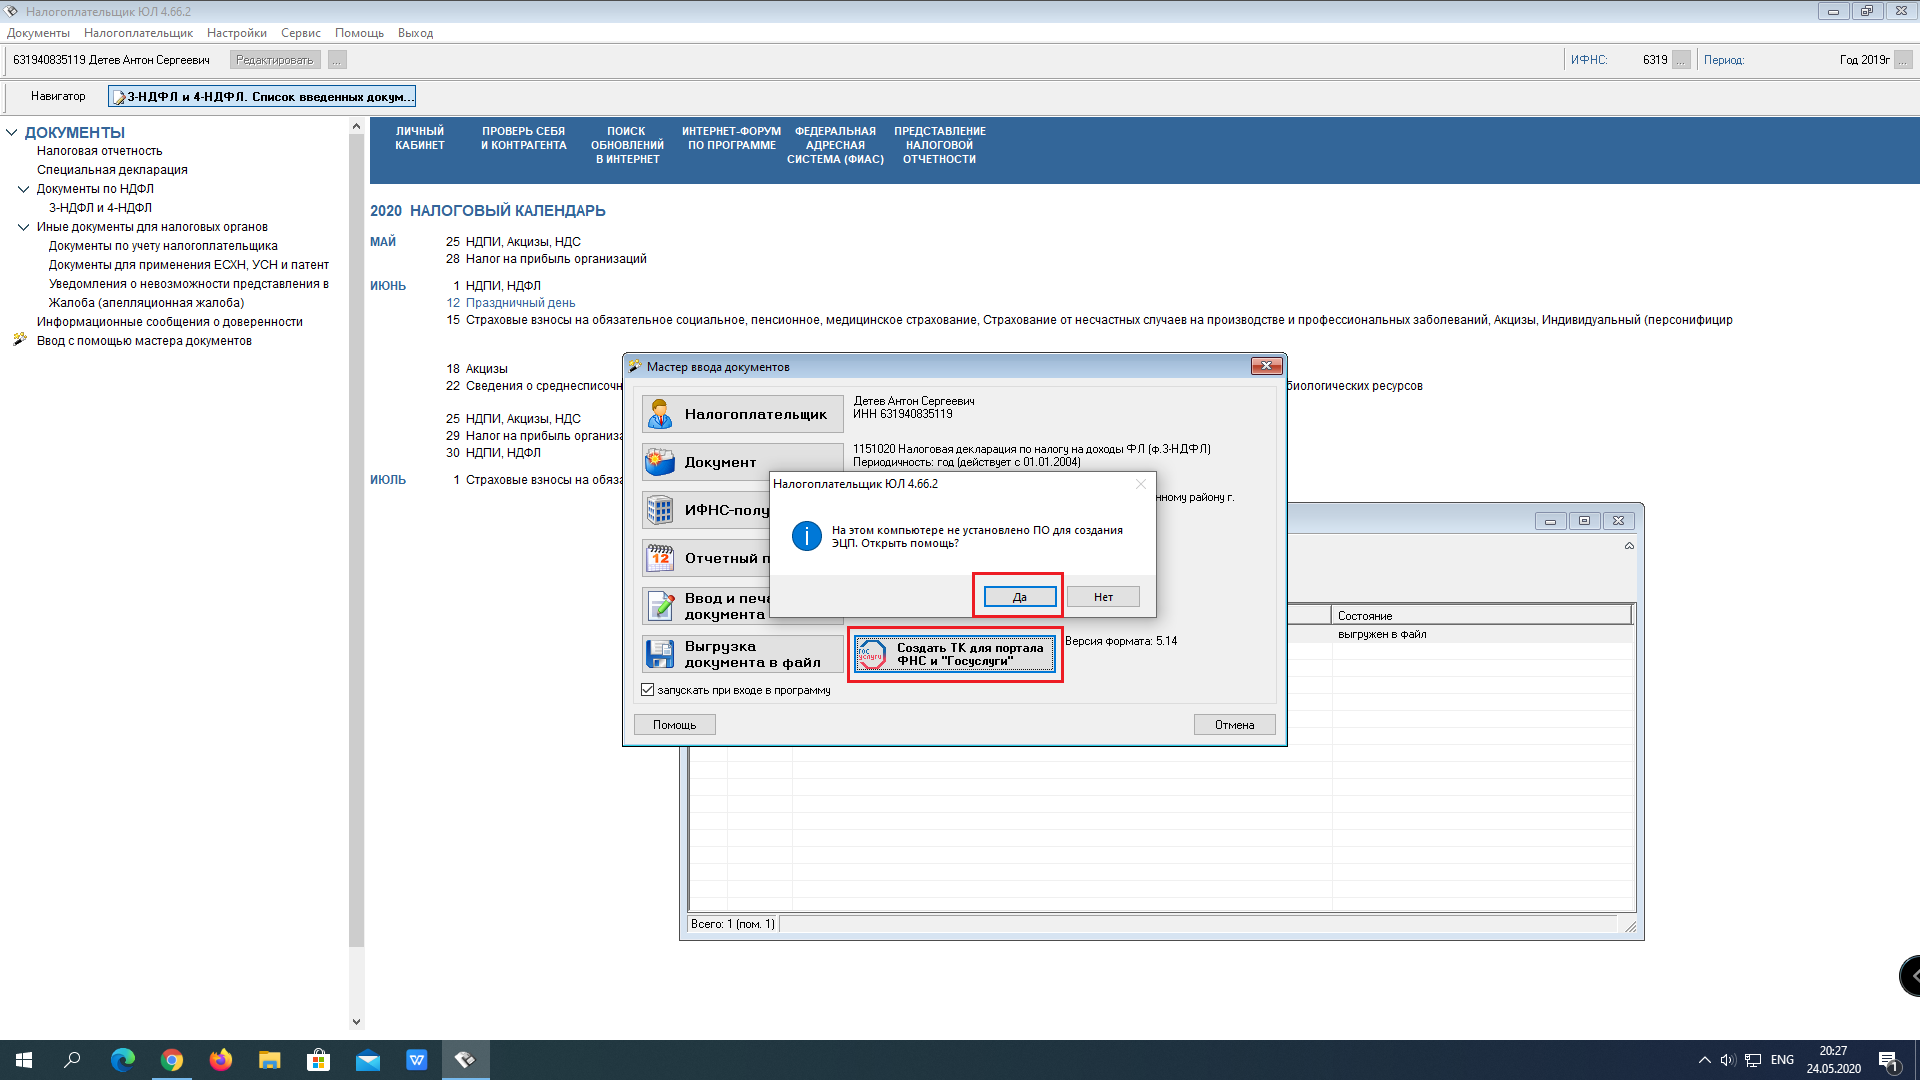 Налогоплательщик ЮЛ 4.66.2
Документы Налогоплательщик Настройки Сервис Помощь Выход
631940835119 Детев Антон Сергеевич Редактировать ... ИФНС: 6319 ... Период: Год 2019г ...
Навигатор 3-НДФЛ и 4-НДФЛ. Список введенных докум...
ДОКУМЕНТЫ
Налоговая отчетность
Специальная декларация
Документы по НДФЛ
3-НДФЛ и 4-НДФЛ
Иные документы для налоговых органов
Документы по учету налогоплательщика
Документы для применения ЕСХН, УСН и патент
Уведомления о невозможности представления в
Жалоба (апелляционная жалоба)
Информационные сообщения о доверенности
Ввод с помощью мастера документов
ЛИЧНЫЙ
КАБИНЕТ
ПРОВЕРЬ СЕБЯ
И КОНТРАГЕНТА
ПОИСК
ОБНОВЛЕНИЙ
В ИНТЕРНЕТ
ИНТЕРНЕТ-ФОРУМ
ПО ПРОГРАММЕ
ФЕДЕРАЛЬНАЯ
АДРЕСНАЯ
СИСТЕМА (ФИАС)
ПРЕДСТАВЛЕНИЕ
НАЛОГОВОЙ
ОТЧЕТНОСТИ
2020 НАЛОГОВЫЙ КАЛЕНДАРЬ
МАЙ 25 НДПИ, Акцизы, НДС
28 Налог на прибыль организаций
ИЮНЬ 1 НДПИ, НДФЛ
12 Праздничный день
15 Страховые взносы на обязательное социальное, пенсионное, медицинское страхование, Страхование от несчастных случаев на производстве и профессиональных заболеваний, Акцизы, Индивидуальный (персонифицир
18 Акцизы
22 Сведения о среднесписочн биологических ресурсов
25 НДПИ, Акцизы, НДС
29 Налог на прибыль организа
30 НДПИ, НДФЛ
ИЮЛЬ 1 Страховые взносы на обяза
Мастер ввода документов
Налогоплательщик
Детев Антон Сергеевич
ИНН 631940835119
Документ
1151020 Налоговая декларация по налогу на доходы ФЛ (ф.3-НДФЛ)
Периодичность: год (действует с 01.01.2004)
ИФНС-полу
нному району г.
Отчетный п
Ввод и печа
документа
Выгрузка
документа в файл
гос
услуги
Создать ТК для портала
ФНС и "Госуслуги"
Версия формата: 5.14
запускать при входе в программу
Помощь Отмена
Налогоплательщик ЮЛ 4.66.2
На этом компьютере не установлено ПО для создания
ЭЦП. Открыть помощь?
Да Нет
Состояние
выгружен в файл
Всего: 1 (пом. 1)
ENG
20:27
24.05.2020
1